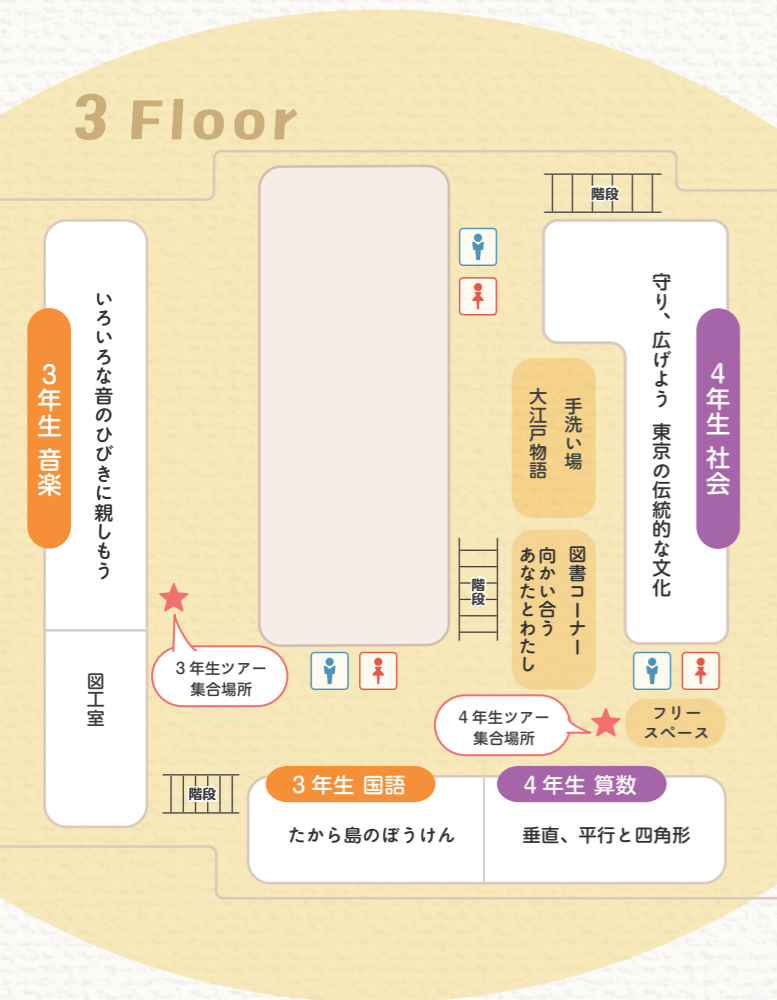 3 Floor
階段
3年生 音楽
いろいろな音のひびきに親しもう
図工室
3年生ツアー
集合場所
階段
手洗い場
大江戸物語
図書コーナー
向かい合う
あなたとわたし
階段
4年生 社会
守り、広げよう 東京の伝統的な文化
4年生ツアー
集合場所
フリー
スペース
3年生 国語
たから島のぼうけん
4年生 算数
垂直、平行と四角形